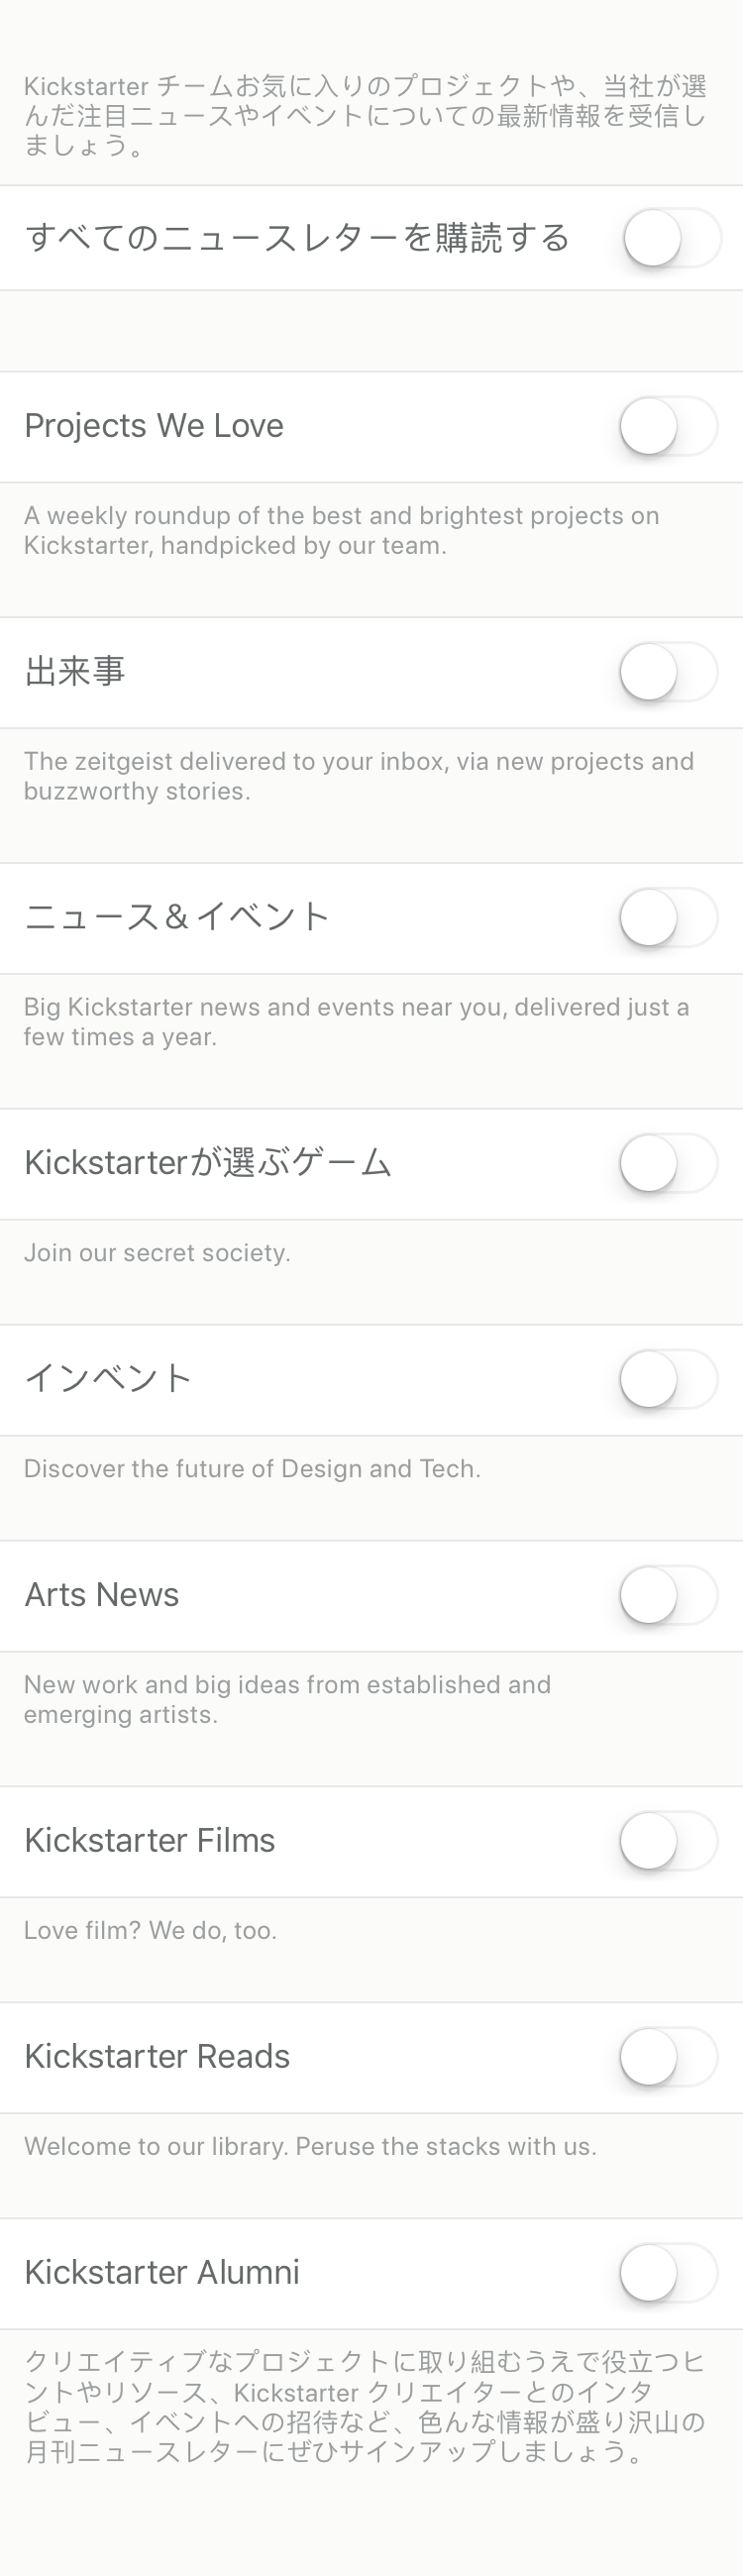 Kickstarter チームお気に入りのプロジェクトや、当社が選
んだ注目ニュースやイベントについての最新情報を受信し
ましょう。
すべてのニュースレターを購読する
Projects We Love
A weekly roundup of the best and brightest projects on
Kickstarter, handpicked by our team.
出来事
The zeitgeist delivered to your inbox, via new projects and
buzzworthy stories.
ニュース＆イベント
Big Kickstarter news and events near you, delivered just a
few times a year.
Kickstarterが選ぶゲーム
Join our secret society.
インベント
Discover the future of Design and Tech.
Arts News
New work and big ideas from established and
emerging artists.
Kickstarter Films
Love film? We do, too.
Kickstarter Reads
Welcome to our library. Peruse the stacks with us.
Kickstarter Alumni
クリエイティブなプロジェクトに取り組むうえで役立つヒ
ントやリソース、Kickstarter クリエイターとのインタ
ビュー、イベントへの招待など、色んな情報が盛り沢山の
月刊ニュースレターにぜひサインアップしましょう。